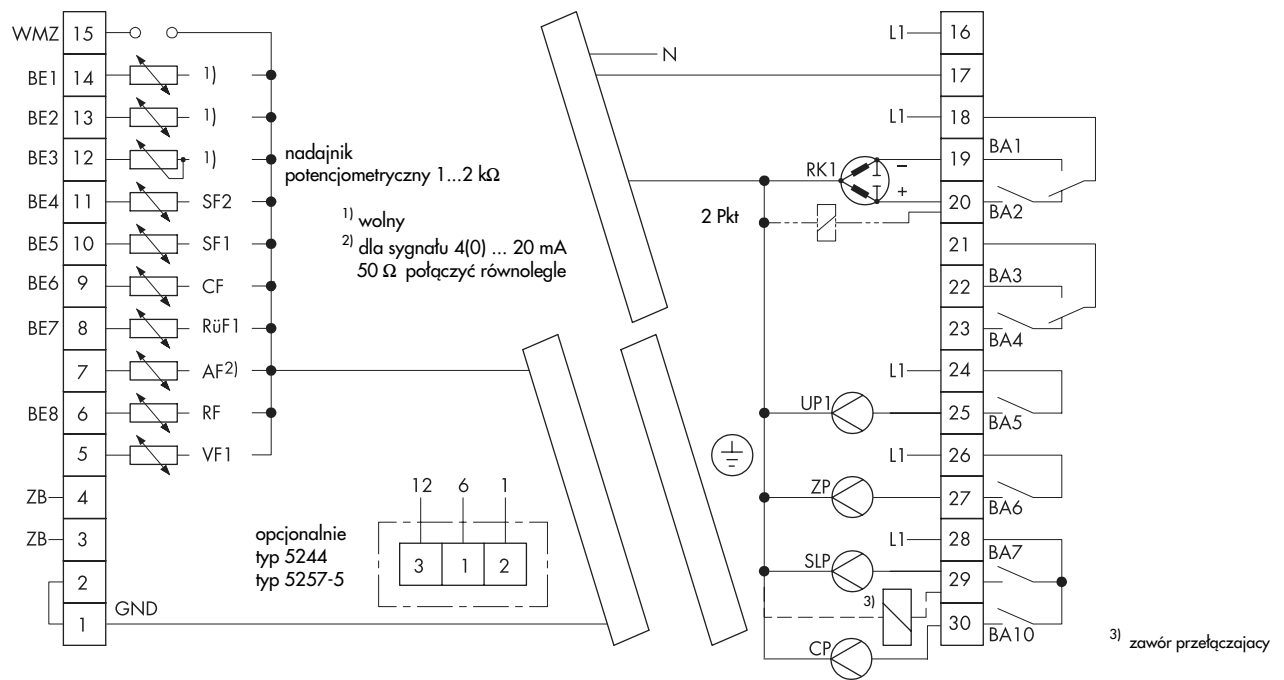 WMZ 15
BE1 14 1)
BE2 13 1)
BE3 12 1)
nadajnik
potencjometryczny 1...2 kΩ
BE4 11 SF2
BE5 10 SF1
BE6 9 CF
BE7 8 RüF1
7 AF2)
BE8 6 RF
5 VF1
ZB 4
ZB 3
2
1 GND
1) wolny
2) dla sygnału 4(0) ... 20 mA
50 Ω połączyć równolegle
opcjonalnie
typ 5244
typ 5257-5
12 6 1
3 1 2
N
L1 16
17
L1 18
RK1 − 19 BA1
+ 20 BA2
2 Pkt
21
22 BA3
23 BA4
L1 24
UP1 25 BA5
L1 26
ZP 27 BA6
L1 28 BA7
SLP 29
3)
30 BA10
CP
3) zawór przełączajacy